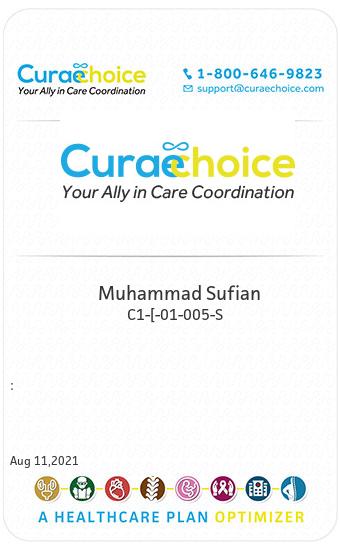 Curaechoice
Your Ally in Care Coordination
1-800-646-9823
support@curaechoice.com
Curaechoice
Your Ally in Care Coordination
Muhammad Sufian
C1-[-01-005-S
:
Aug 11,2021
A HEALTHCARE PLAN OPTIMIZER